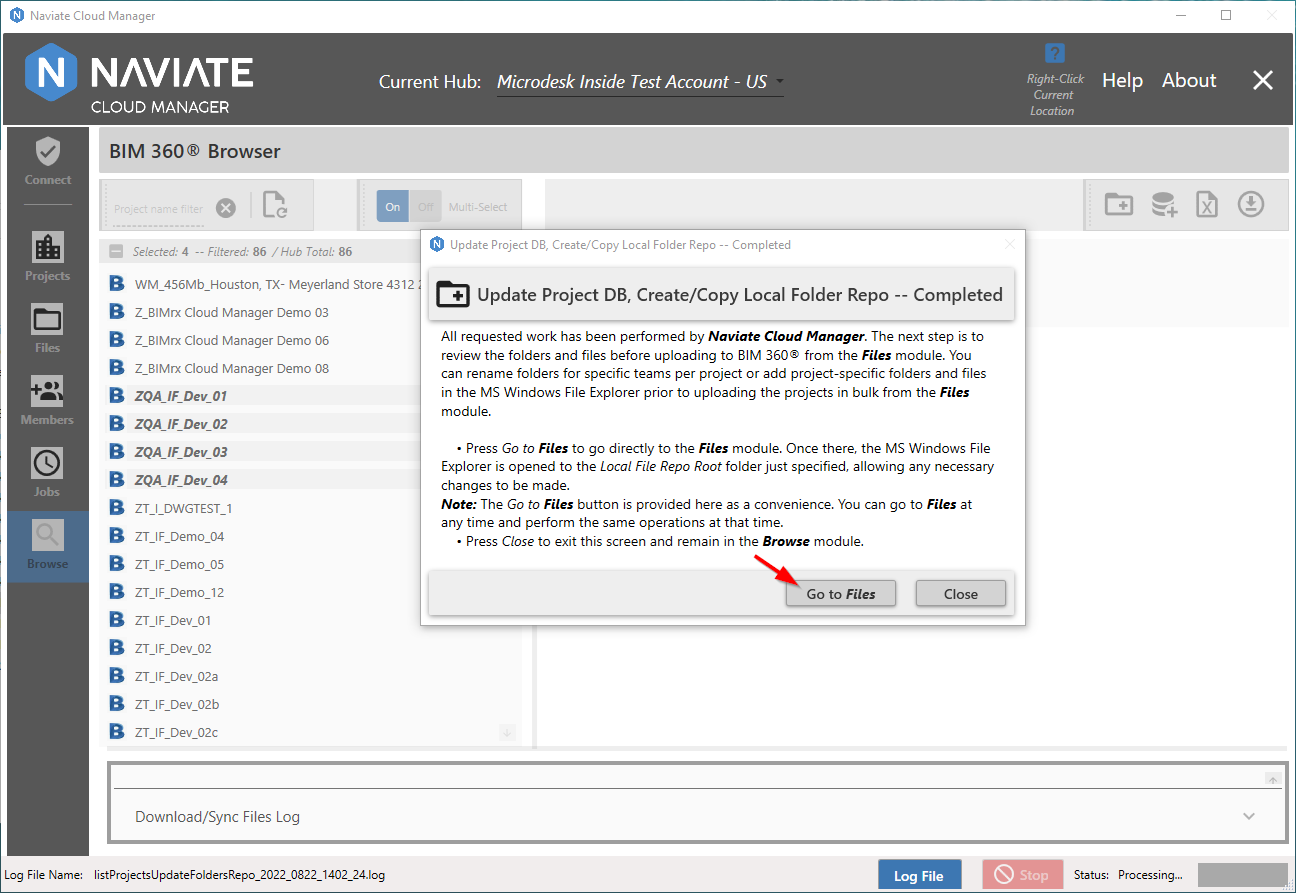 Naviate Cloud Manager
NAVIATE
CLOUD MANAGER
Current Hub: Microdesk Inside Test Account - US
?
Right-Click
Current
Location
Help
About
Connect
Projects
Files
Members
Jobs
Browse
BIM 360® Browser
Project name filter
On
Off
Multi-Select
Selected: 4 -- Filtered: 86 / Hub Total: 86
WM_456Mb_Houston, TX- Meyerland Store 4312 2
Z_BIMrx Cloud Manager Demo 03
Z_BIMrx Cloud Manager Demo 06
Z_BIMrx Cloud Manager Demo 08
ZQA_IF_Dev_01
ZQA_IF_Dev_02
ZQA_IF_Dev_03
ZQA_IF_Dev_04
ZT_I_DWGTEST_1
ZT_IF_Demo_04
ZT_IF_Demo_05
ZT_IF_Demo_12
ZT_IF_Dev_01
ZT_IF_Dev_02
ZT_IF_Dev_02a
ZT_IF_Dev_02b
ZT_IF_Dev_02c
Update Project DB, Create/Copy Local Folder Repo -- Completed
Update Project DB, Create/Copy Local Folder Repo -- Completed
All requested work has been performed by Naviate Cloud Manager. The next step is to
review the folders and files before uploading to BIM 360® from the Files module. You
can rename folders for specific teams per project or add project-specific folders and files
in the MS Windows File Explorer prior to uploading the projects in bulk from the Files
module.
• Press Go to Files to go directly to the Files module. Once there, the MS Windows File
Explorer is opened to the Local File Repo Root folder just specified, allowing any necessary
changes to be made.
Note: The Go to Files button is provided here as a convenience. You can go to Files at
any time and perform the same operations at that time.
• Press Close to exit this screen and remain in the Browse module.
Go to Files
Close
Download/Sync Files Log
Log File Name: listProjectsUpdateFoldersRepo_2022_0822_1402_24.log
Log File
Stop
Status: Processing...